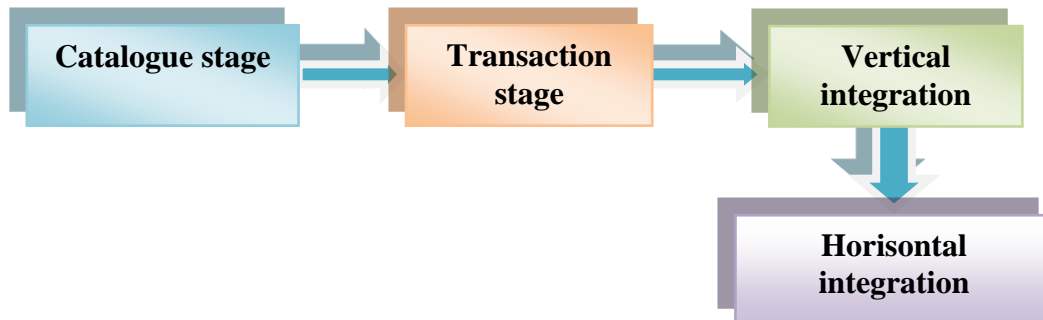 Catalogue stage
Transaction
stage
Vertical
integration
Horisontal
integration